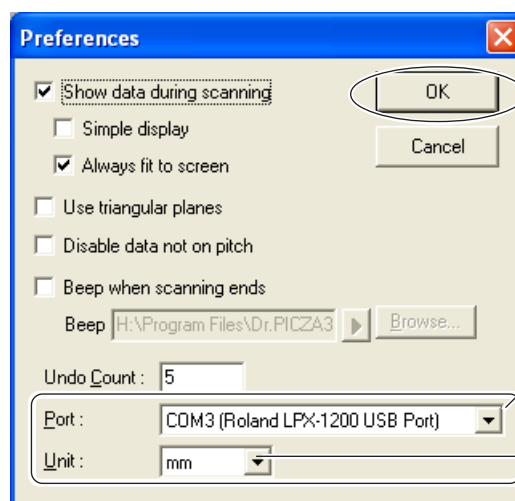 Preferences
Show data during scanning
OK
Simple display
Cancel
Always fit to screen
Use triangular planes
Disable data not on pitch
Beep when scanning ends
Beep H:\Program Files\Dr.PICZA3 Browse...
Undo Count : 5
Port : COM3 (Roland LPX-1200 USB Port)
Unit : mm